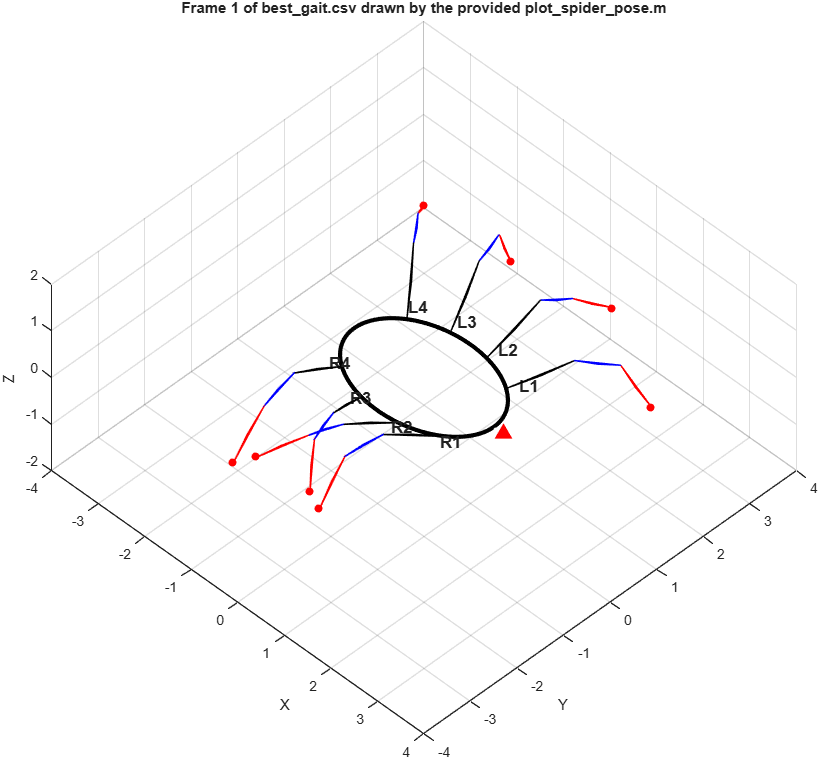 Frame 1 of best_gait.csv drawn by the provided plot_spider_pose.m
2
1
0
-1
-2
Z
L4
L3
L2
L1
R4
R3
R2
R1
-4
-3
-2
-1
0
1
2
3
4
X
-4
-3
-2
-1
0
1
2
3
4
Y